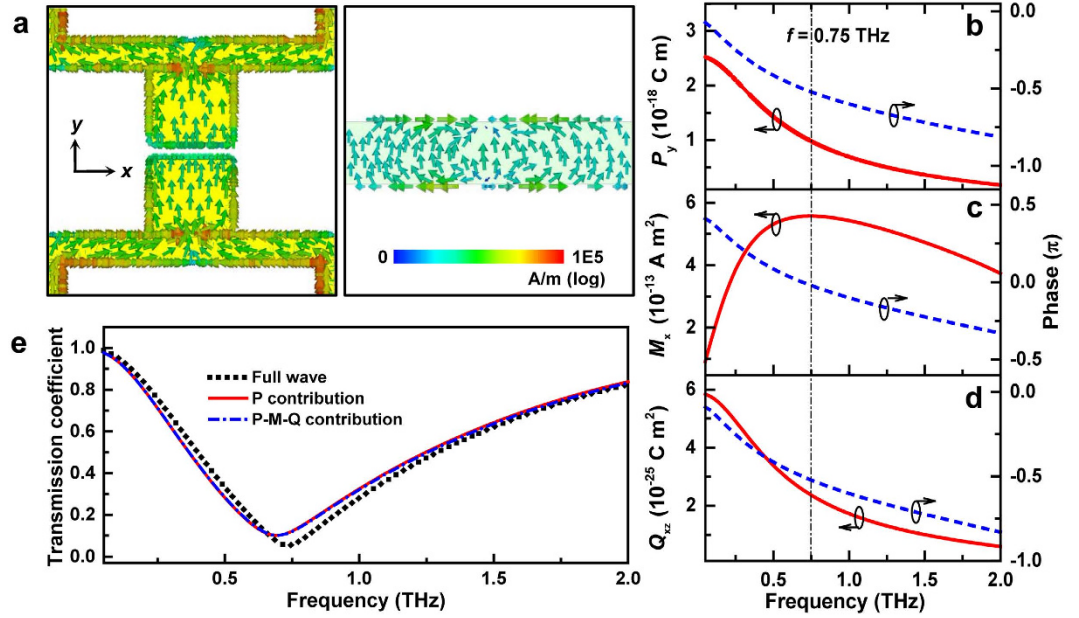 a
y
x
0
1E5
A/m (log)
b
f = 0.75 THz
3
2
1
P_y (10^-18 C m)
0.0
-0.5
-1.0
c
6
4
2
M_x (10^-13 A m²)
0.5
0.0
-0.5
Phase (π)
d
6
4
2
Q_xz (10^-25 C m²)
0.0
-0.5
-1.0
0.5
1.0
1.5
2.0
Frequency (THz)
e
Transmission coefficient
1.0
0.8
0.6
0.4
0.2
0.0
Full wave
P contribution
P-M-Q contribution
0.5
1.0
1.5
2.0
Frequency (THz)